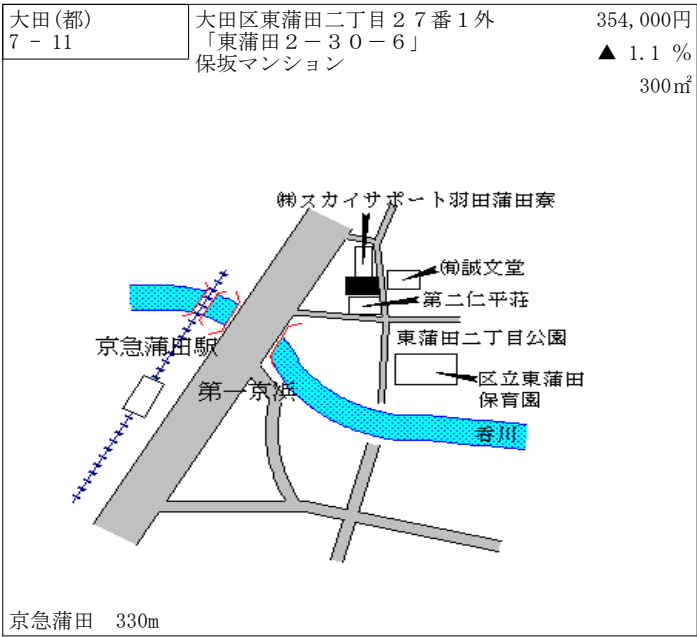 大田(都)
7 - 11
大田区東蒲田二丁目２７番１外
「東蒲田２－３０－６」
保坂マンション
354,000円
▲ 1.1 %
300㎡
㈱スカイサポート羽田蒲田寮
㈲誠文堂
第二仁平荘
東蒲田二丁目公園
京急蒲田駅
第一京浜
区立東蒲田
保育園
呑川
京急蒲田　330m